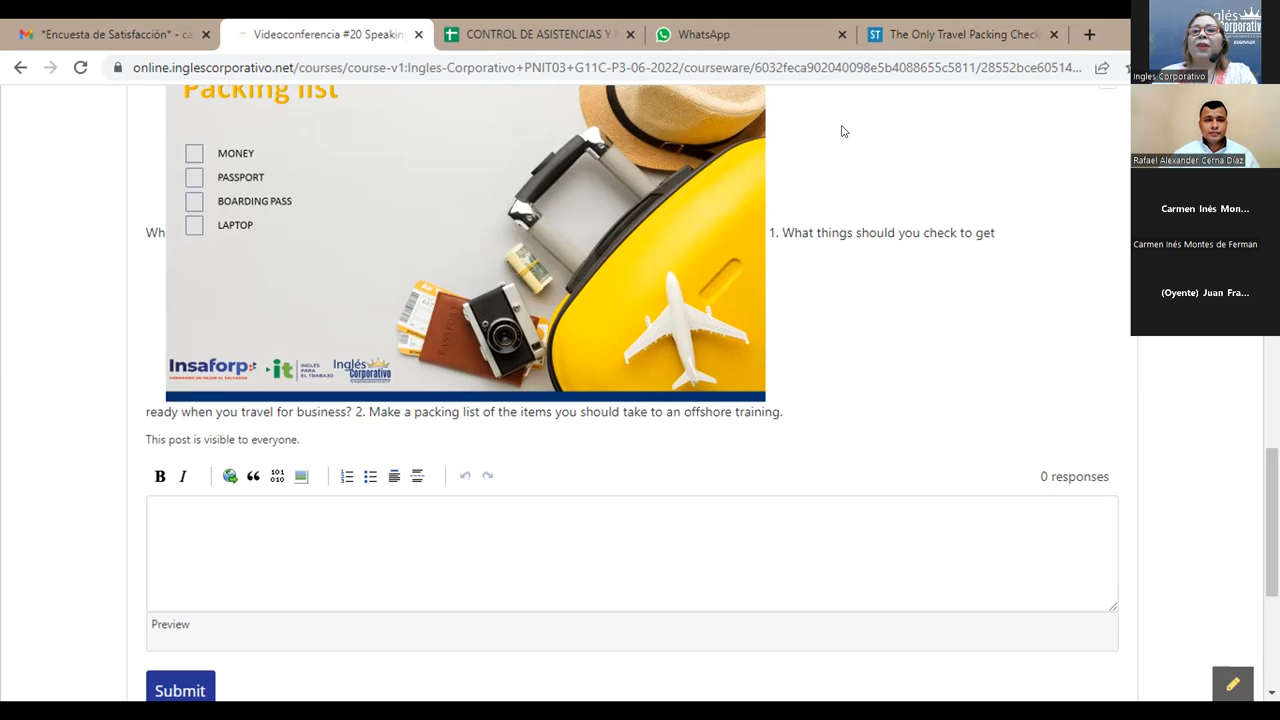 *Encuesta de Satisfacción* - ca
Videoconferencia #20 Speakin
CONTROL DE ASISTENCIAS Y
WhatsApp
ST The Only Travel Packing Check
online.inglescorporativo.net/courses/course-v1:Ingles-Corporativo+PNIT03+G11C-P3-06-2022/courseware/6032feca902040098e5b4088655c5811/28552bce60514...
Packing list
MONEY
PASSPORT
BOARDING PASS
LAPTOP
Wh
1. What things should you check to get
Insaforp
it
INGLÉS
PARA
EL TRABAJO
Inglés
Corporativo
ready when you travel for business? 2. Make a packing list of the items you should take to an offshore training.
This post is visible to everyone.
B I
101
010
0 responses
Preview
Submit
Inglés
Corporativo
Ingles Corporativo
Rafael Alexander Cerna Díaz
Carmen Inés Mon...
Carmen Inés Montes de Ferman
(Oyente) Juan Fra...